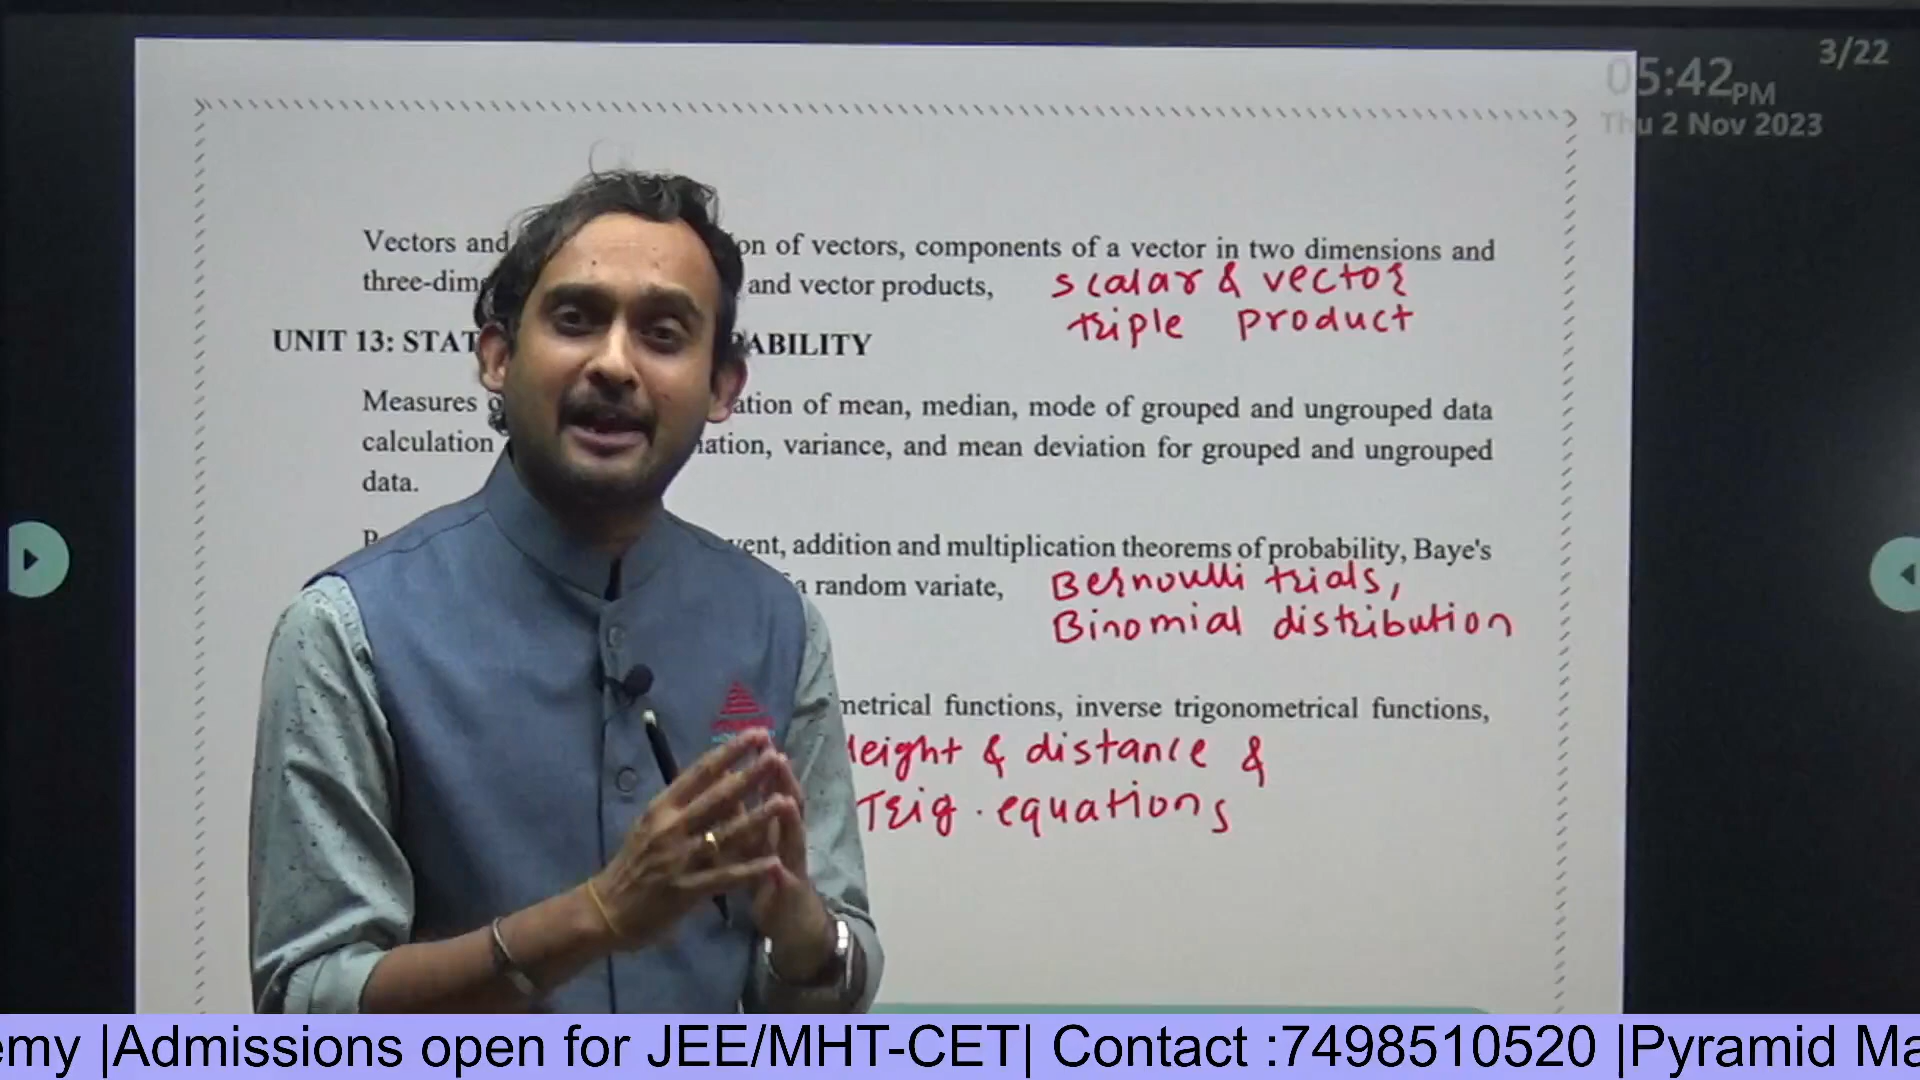 3/22
05:42PM
Thu 2 Nov 2023
Vectors and on of vectors, components of a vector in two dimensions and
three-dim and vector products,
scalar & vector
triple product
UNIT 13: STAT ABILITY
Measures ation of mean, median, mode of grouped and ungrouped data
calculation iation, variance, and mean deviation for grouped and ungrouped
data.
vent, addition and multiplication theorems of probability, Baye's
a random variate,
Bernoulli trials,
Binomial distribution
metrical functions, inverse trigonometrical functions,
Height & distance &
Trig. equations
emy |Admissions open for JEE/MHT-CET| Contact :7498510520 |Pyramid Ma